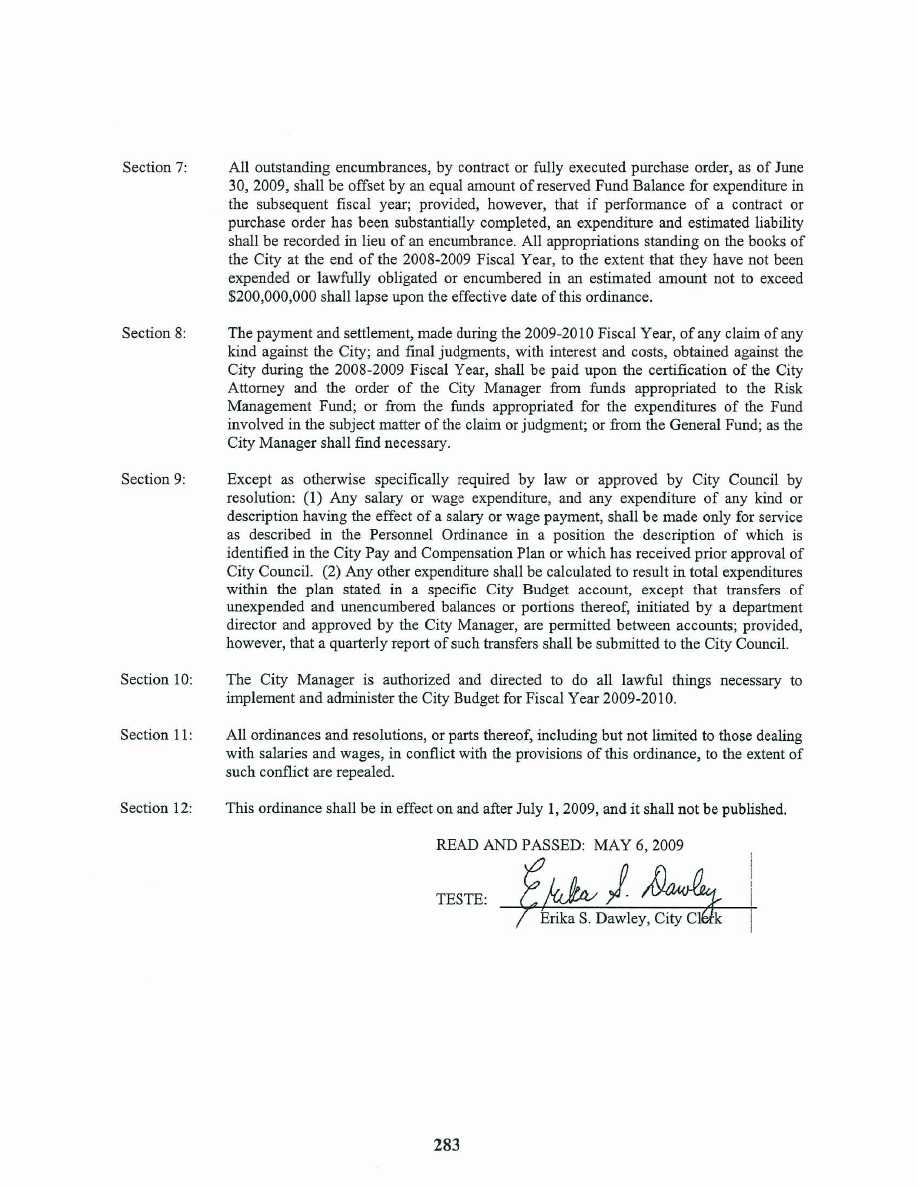 Section 7: All outstanding encumbrances, by contract or fully executed purchase order, as of June
30, 2009, shall be offset by an equal amount of reserved Fund Balance for expenditure in
the subsequent fiscal year; provided, however, that if performance of a contract or
purchase order has been substantially completed, an expenditure and estimated liability
shall be recorded in lieu of an encumbrance. All appropriations standing on the books of
the City at the end of the 2008-2009 Fiscal Year, to the extent that they have not been
expended or lawfully obligated or encumbered in an estimated amount not to exceed
$200,000,000 shall lapse upon the effective date of this ordinance.
Section 8: The payment and settlement, made during the 2009-2010 Fiscal Year, of any claim of any
kind against the City; and final judgments, with interest and costs, obtained against the
City during the 2008-2009 Fiscal Year, shall be paid upon the certification of the City
Attorney and the order of the City Manager from funds appropriated to the Risk
Management Fund; or from the funds appropriated for the expenditures of the Fund
involved in the subject matter of the claim or judgment; or from the General Fund; as the
City Manager shall find necessary.
Section 9: Except as otherwise specifically required by law or approved by City Council by
resolution: (1) Any salary or wage expenditure, and any expenditure of any kind or
description having the effect of a salary or wage payment, shall be made only for service
as described in the Personnel Ordinance in a position the description of which is
identified in the City Pay and Compensation Plan or which has received prior approval of
City Council. (2) Any other expenditure shall be calculated to result in total expenditures
within the plan stated in a specific City Budget account, except that transfers of
unexpended and unencumbered balances or portions thereof, initiated by a department
director and approved by the City Manager, are permitted between accounts; provided,
however, that a quarterly report of such transfers shall be submitted to the City Council.
Section 10: The City Manager is authorized and directed to do all lawful things necessary to
implement and administer the City Budget for Fiscal Year 2009-2010.
Section 11: All ordinances and resolutions, or parts thereof, including but not limited to those dealing
with salaries and wages, in conflict with the provisions of this ordinance, to the extent of
such conflict are repealed.
Section 12: This ordinance shall be in effect on and after July 1, 2009, and it shall not be published.
READ AND PASSED: MAY 6, 2009
TESTE: Erika S. Dawley
Erika S. Dawley, City Clerk
283